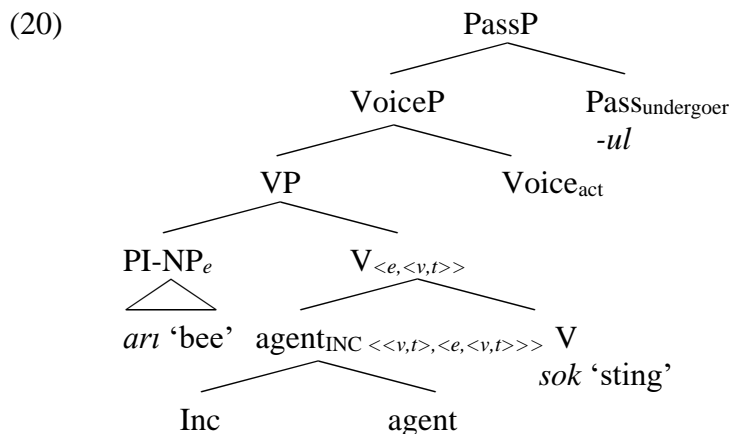 (20) PassP
VoiceP Pass_undergoer
-ul
VP Voice_act
PI-NP_e V_<e,<v,t>>
arı ‘bee’ agent_INC <<v,t>,<e,<v,t>>> V
sok ‘sting’
Inc agent